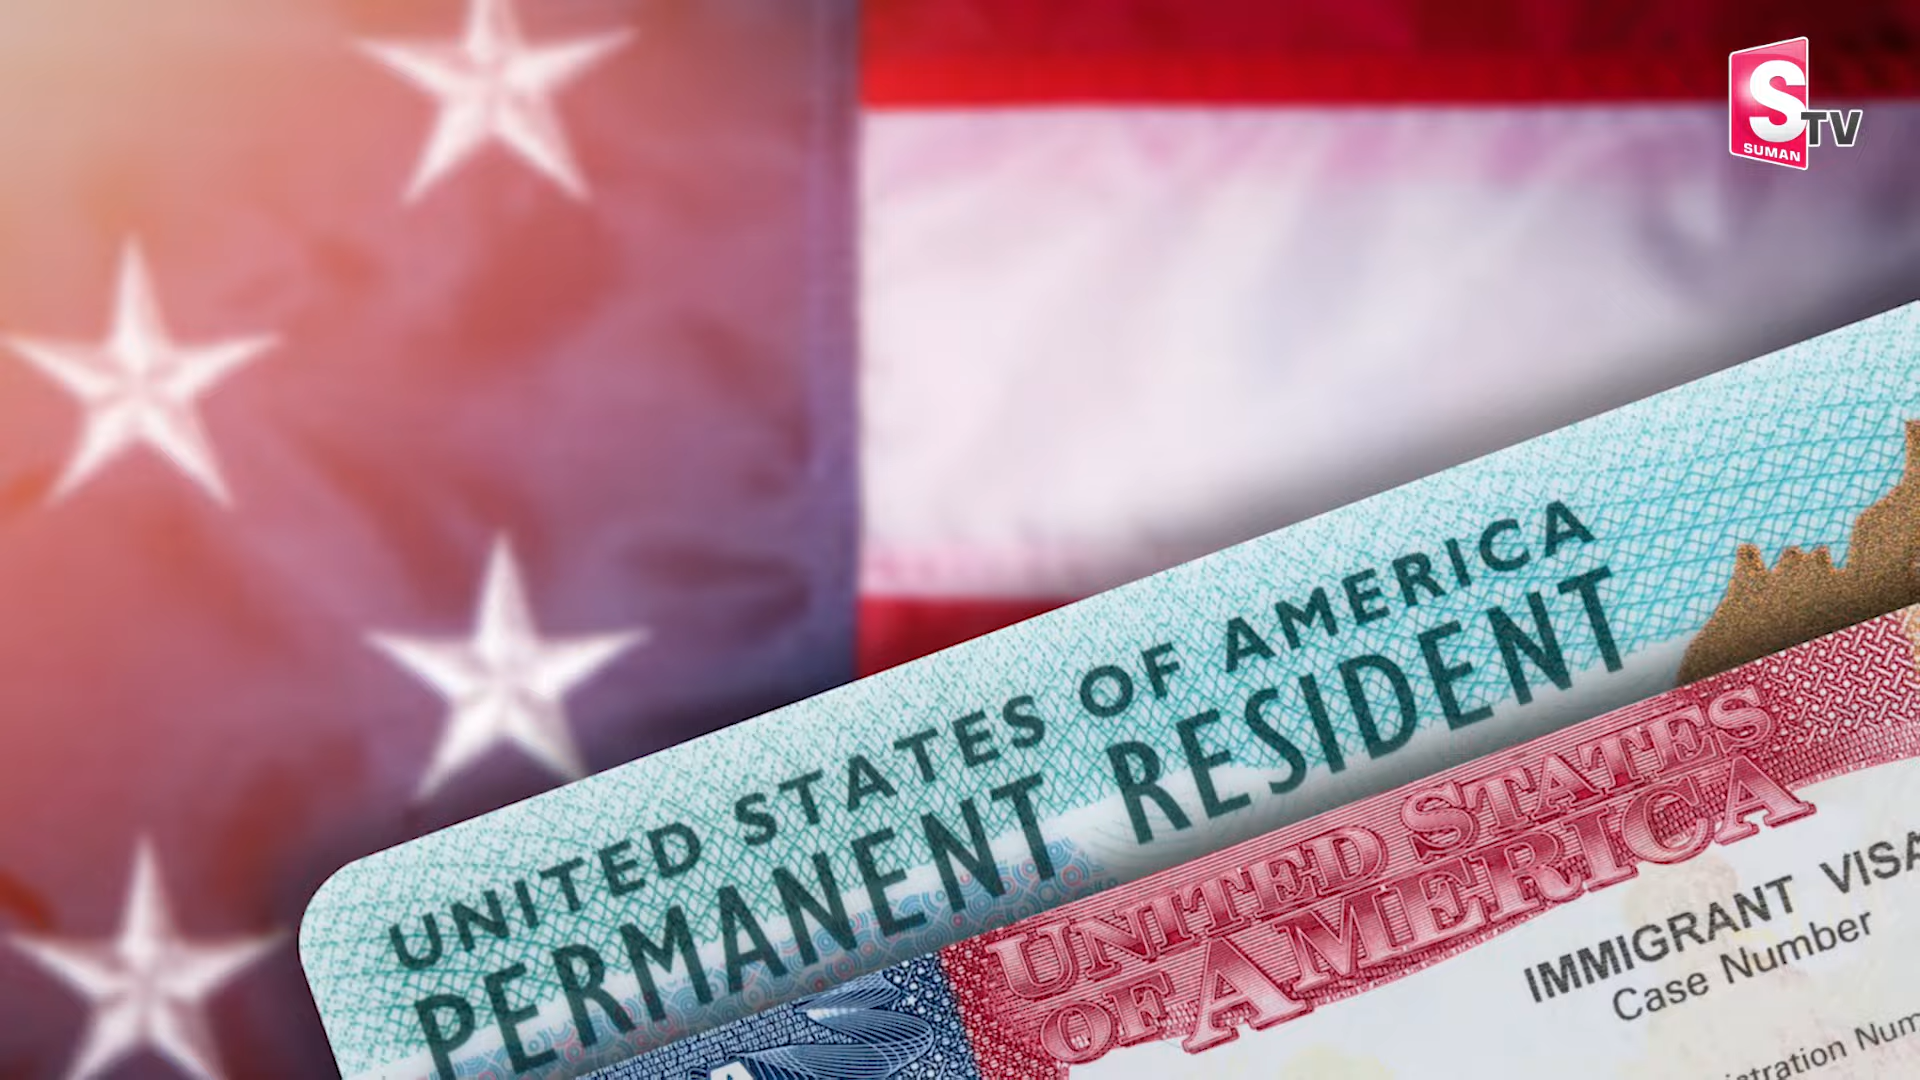 S
TV
SUMAN
UNITED STATES OF AMERICA
PERMANENT RESIDENT
UNITED STATES
OF AMERICA
IMMIGRANT VISA
Case Number